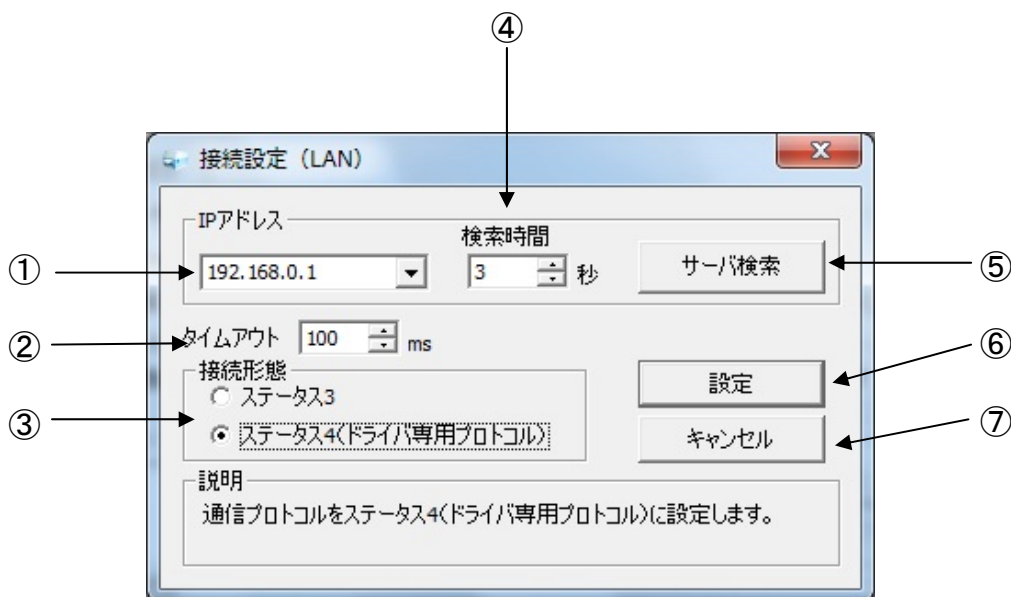 ④
接続設定（LAN）
IPアドレス
検索時間
① 192.168.0.1 3 秒 サーバ検索 ⑤
② タイムアウト 100 ms
接続形態
ステータス3
設定 ⑥
③ ステータス4(ドライバ専用プロトコル)
キャンセル ⑦
説明
通信プロトコルをステータス4(ドライバ専用プロトコル)に設定します。